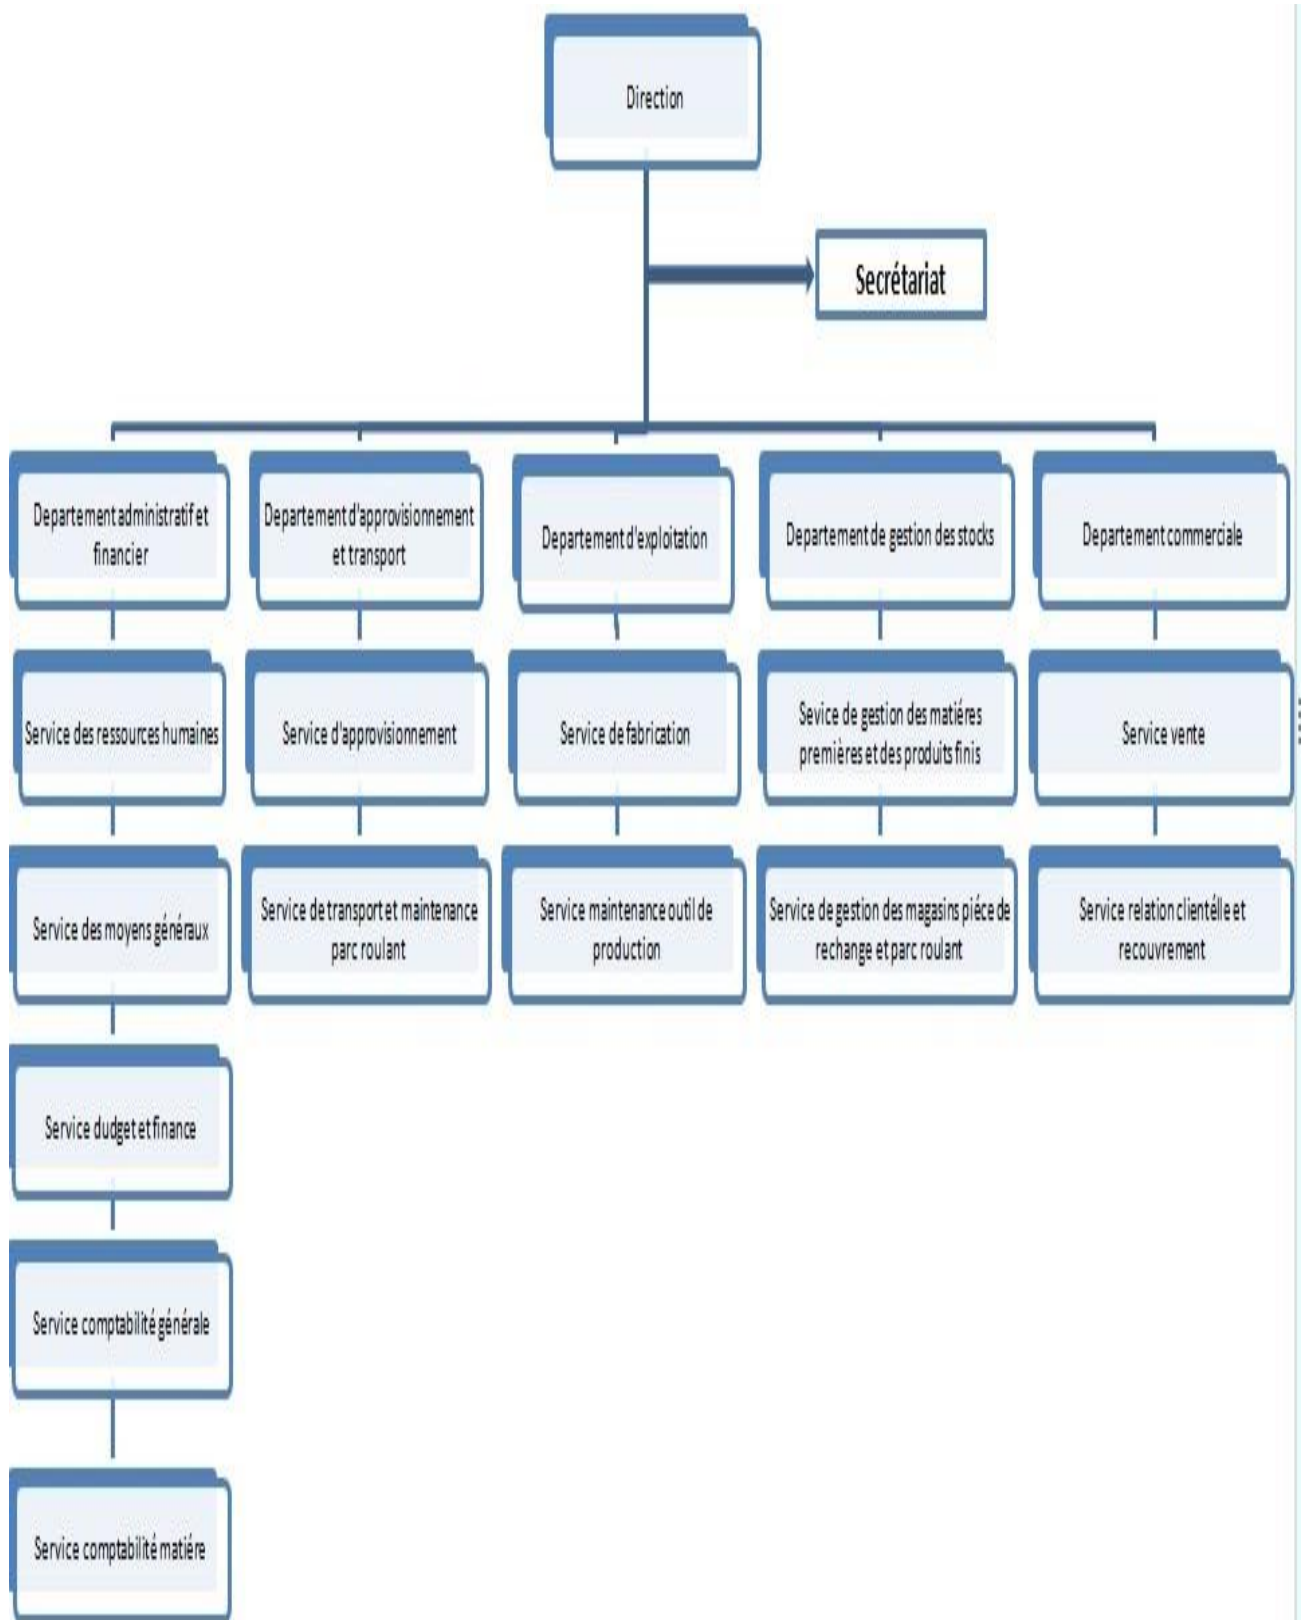 Direction
Secrétariat
Departement administratif et
financier
Departement d'approvisionnement
et transport
Departement d'exploitation
Departement de gestion des stocks
Departement commerciale
Service des ressources humaines
Service d'approvisionnement
Service de fabrication
Sevice de gestion des matiéres
premières et des produits finis
Service vente
Service des moyens généraux
Service de transport et maintenance
parc roulant
Service maintenance outil de
production
Service de gestion des magasins piéce de
rechange et parc roulant
Service relation clientélle et
recouvrement
Service dudget et finance
Service comptabilité générale
Service comptabilité matiére